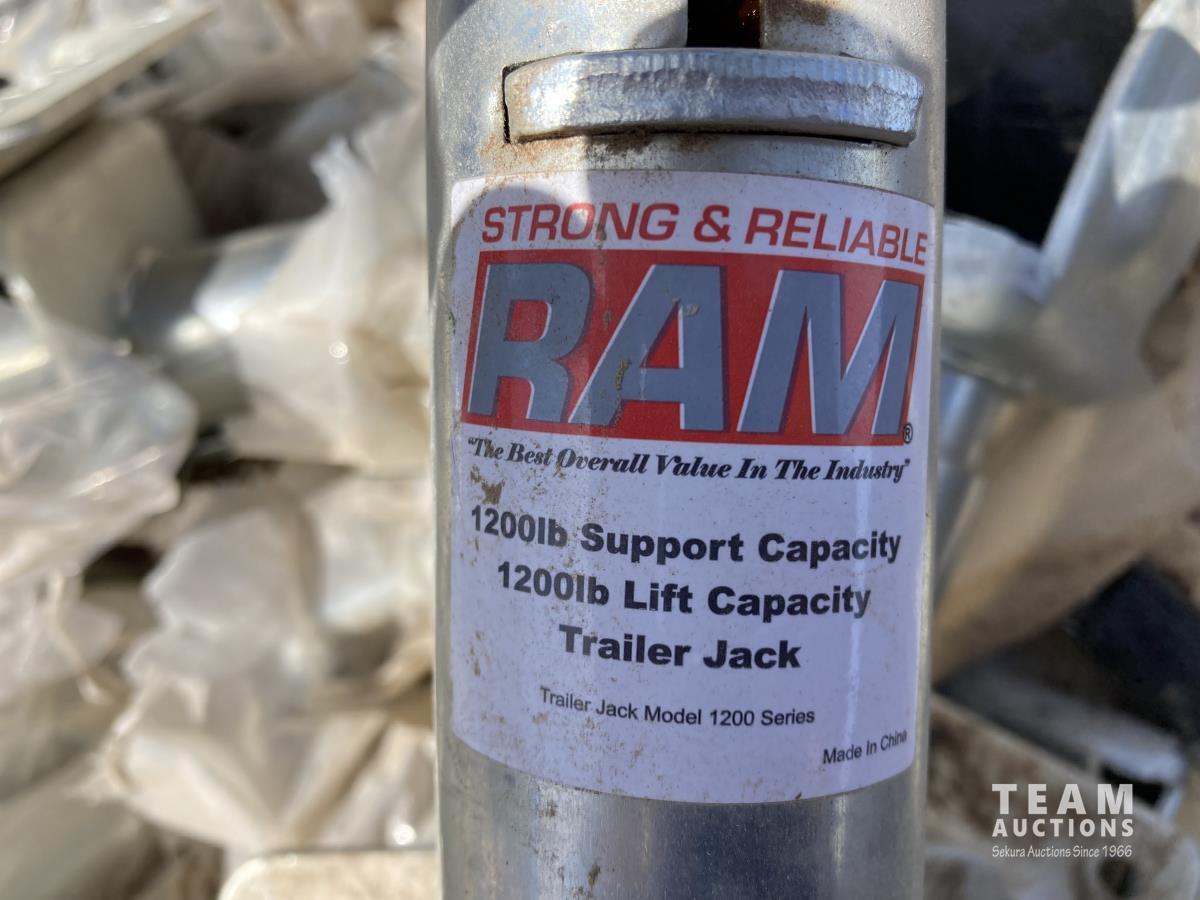 STRONG & RELIABLE
RAM®
"The Best Overall Value In The Industry"
1200lb Support Capacity
1200lb Lift Capacity
Trailer Jack
Trailer Jack Model 1200 Series
Made In China
TEAM
AUCTIONS
Sekura Auctions Since 1966